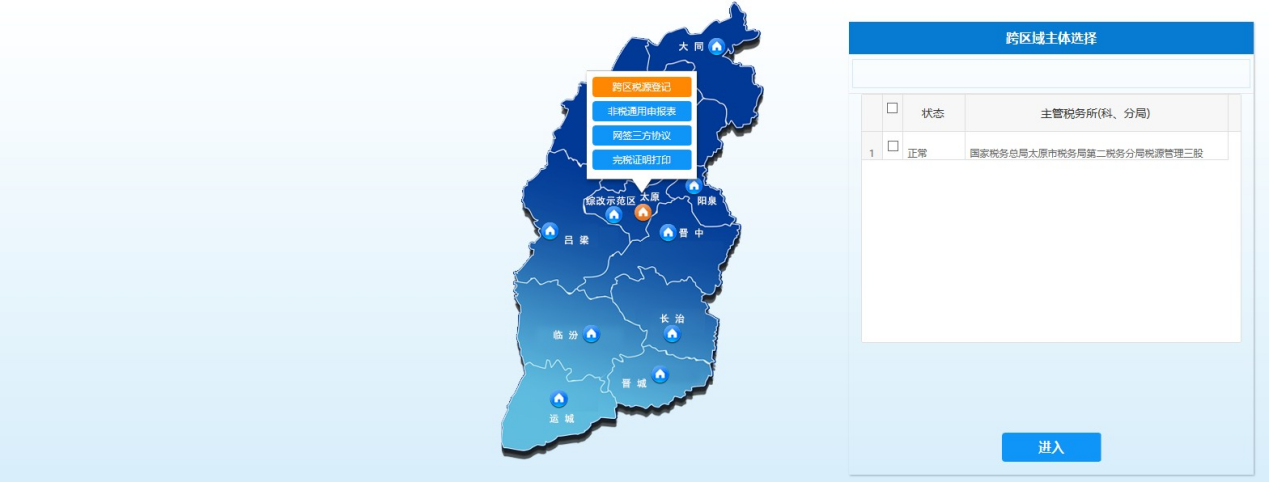 大同
跨区税源登记
非税通用申报表
网签三方协议
完税证明打印
综改示范区
太原
阳泉
吕梁
晋中
临汾
长治
晋城
运城
跨区域主体选择
状态 主管税务所(科、分局)
1 正常 国家税务总局太原市税务局第二税务分局税源管理三股
进入